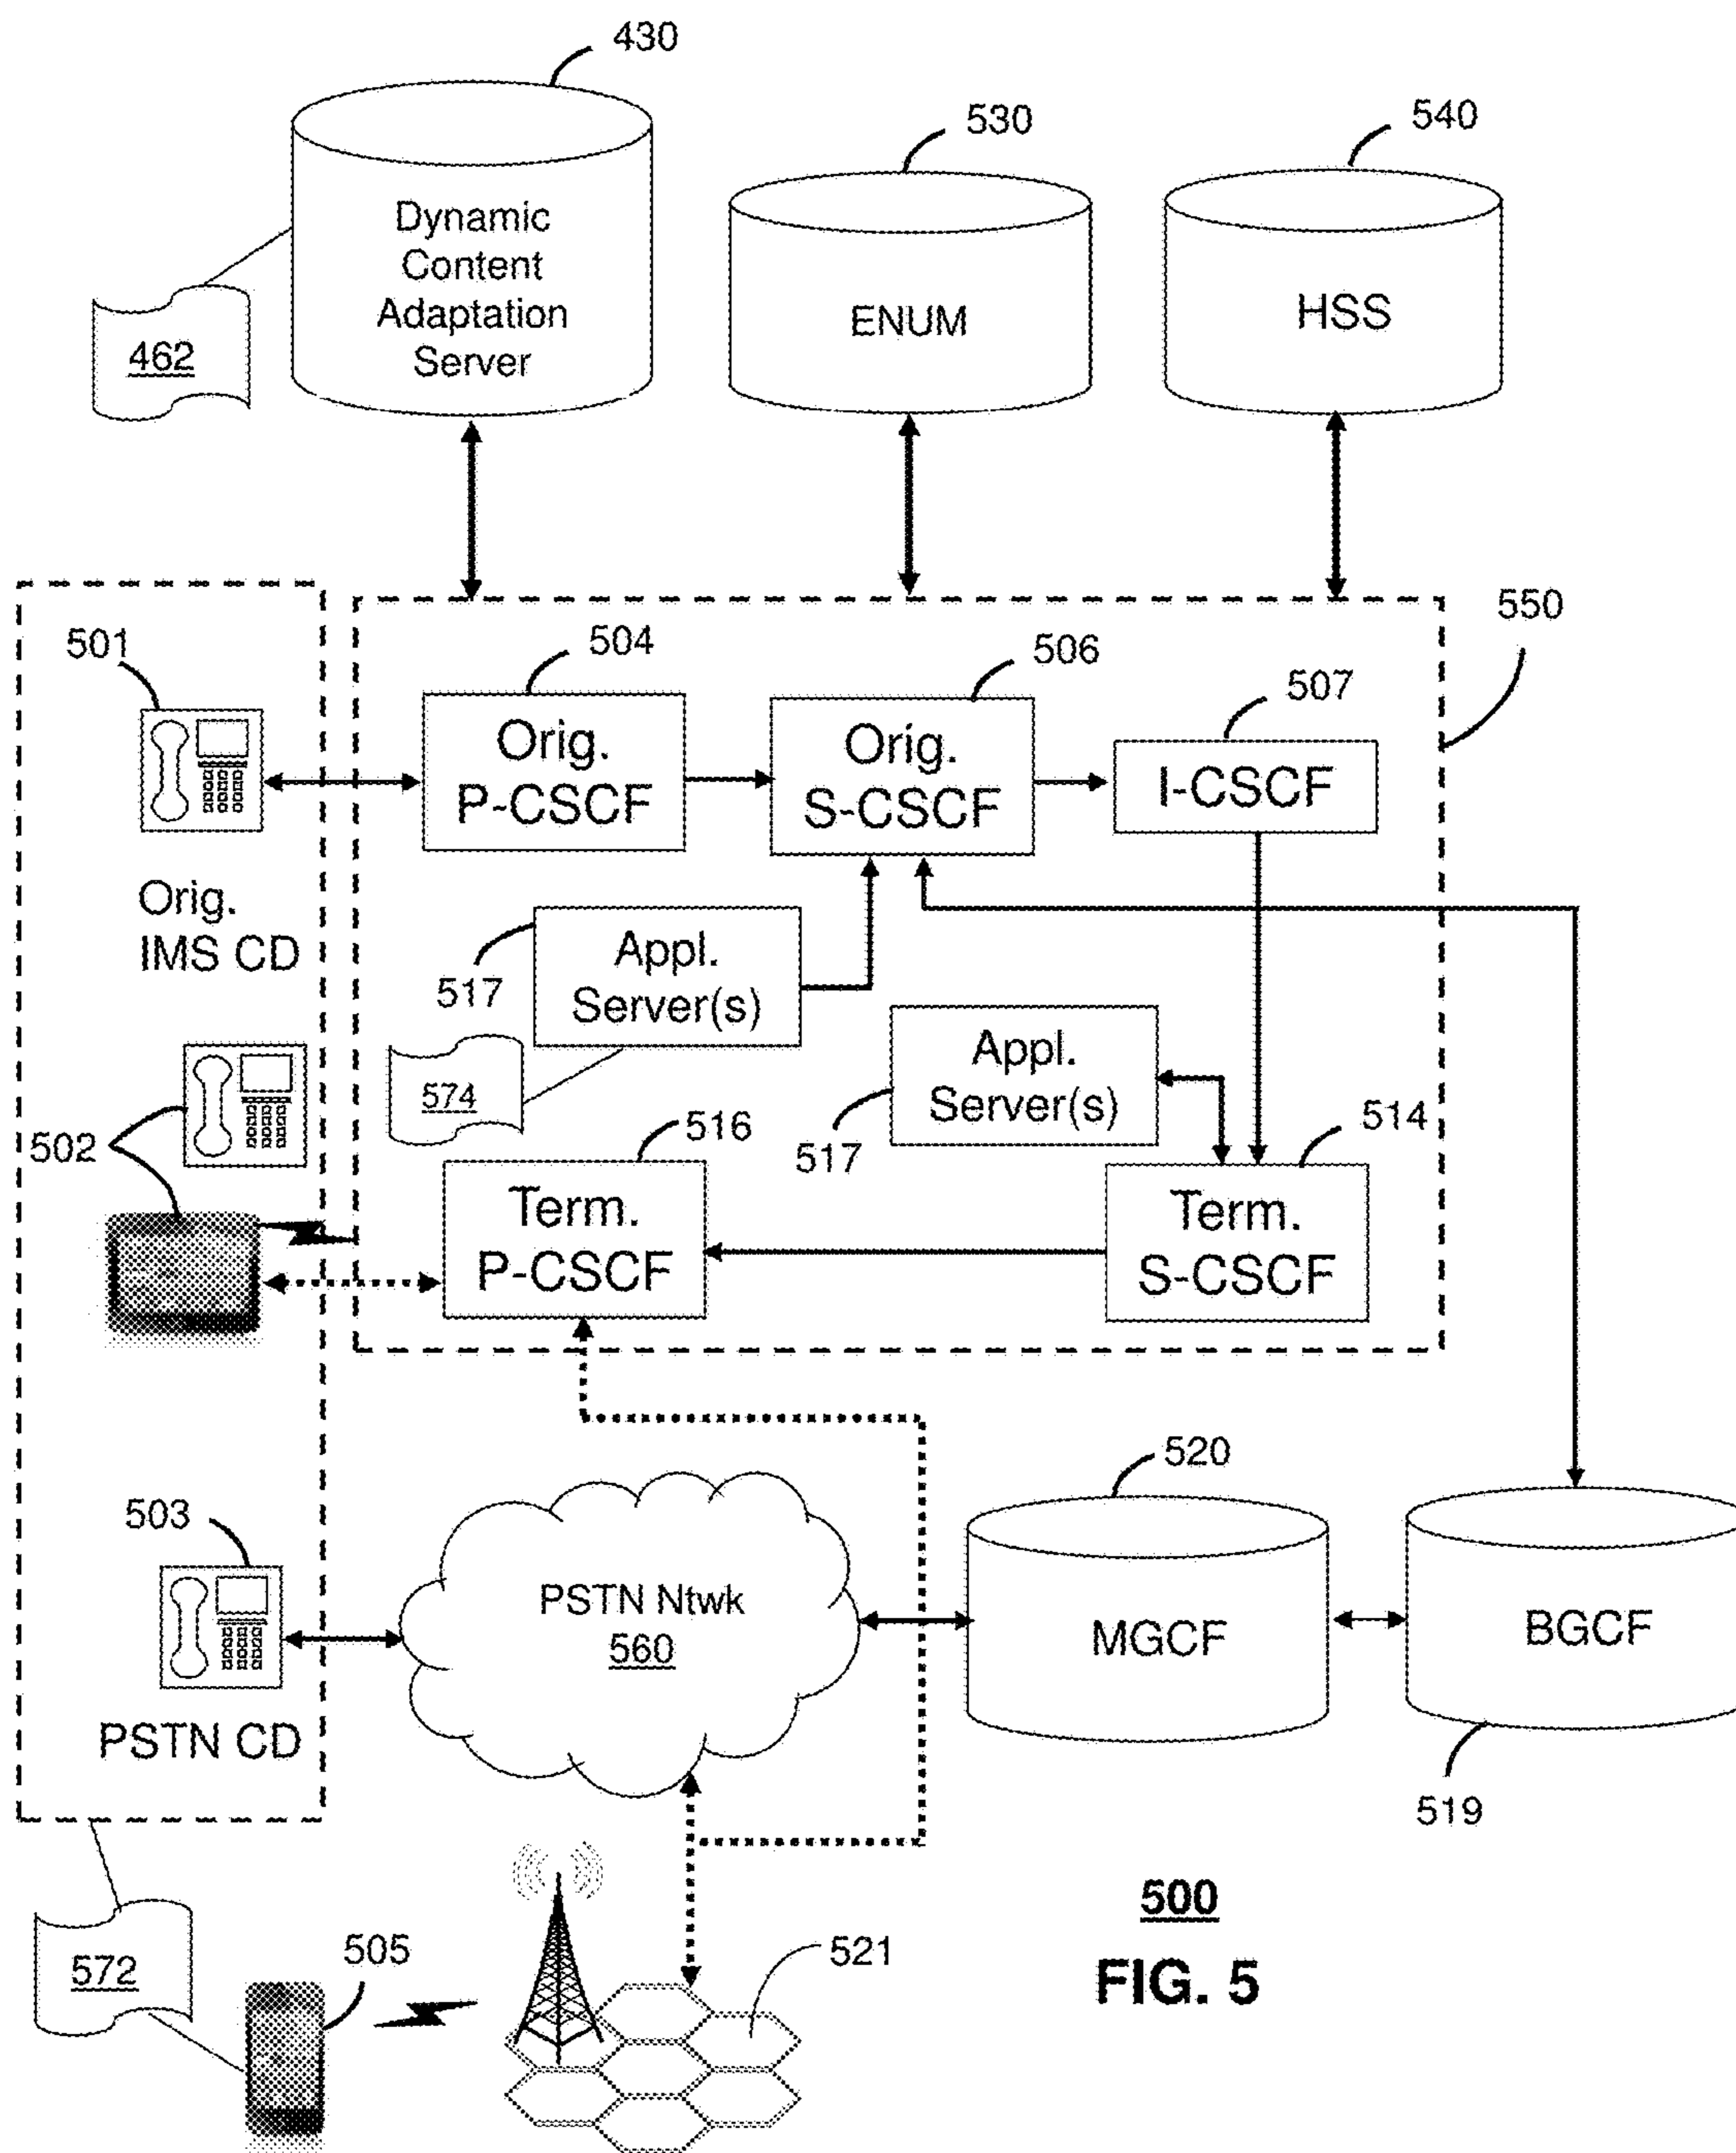 430
530
540
Dynamic
Content
Adaptation
Server
ENUM
HSS
462
550
501
504
506
507
Orig.
P-CSCF
Orig.
S-CSCF
I-CSCF
Orig.
IMS CD
517
Appl.
Server(s)
574
Appl.
Server(s)
517
502
516
514
Term.
P-CSCF
Term.
S-CSCF
520
503
PSTN Ntwk
560
MGCF
BGCF
PSTN CD
519
572
505
521
500
FIG. 5